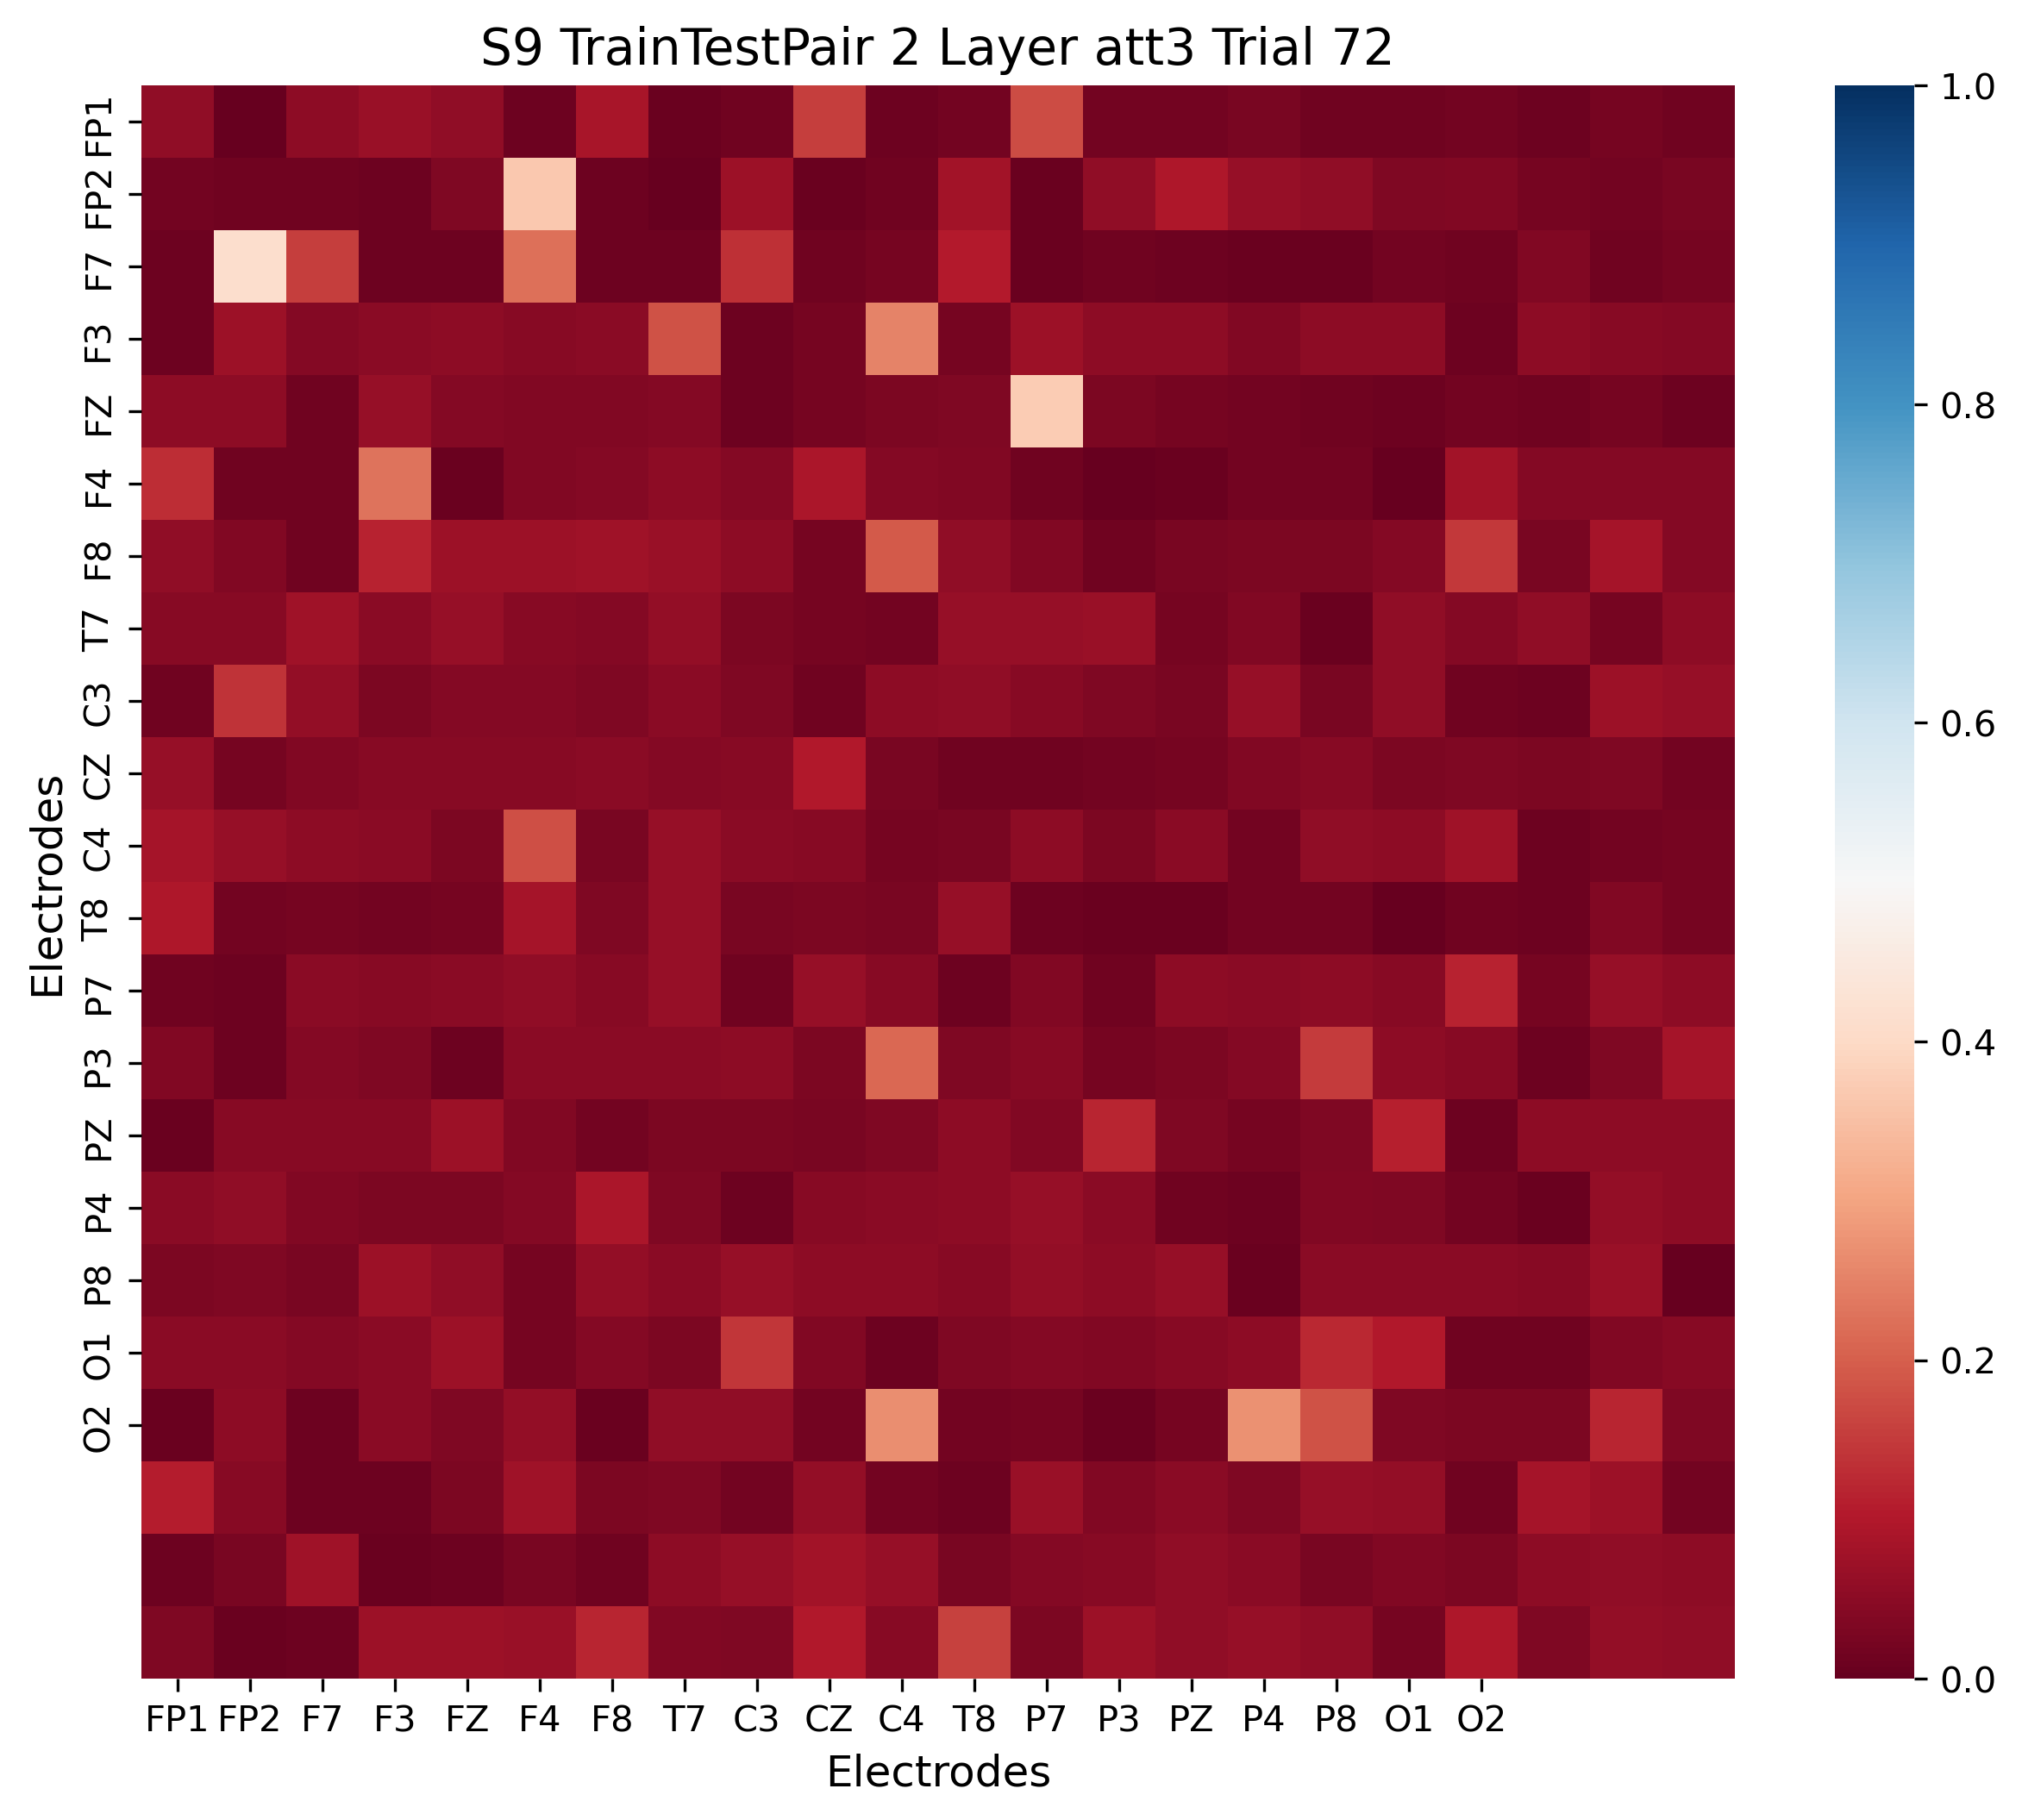 S9 TrainTestPair 2 Layer att3 Trial 72
Electrodes
FP1
FP2
F7
F3
FZ
F4
F8
T7
C3
CZ
C4
T8
P7
P3
PZ
P4
P8
O1
O2
FP1 FP2 F7 F3 FZ F4 F8 T7 C3 CZ C4 T8 P7 P3 PZ P4 P8 O1 O2
Electrodes
1.0
0.8
0.6
0.4
0.2
0.0